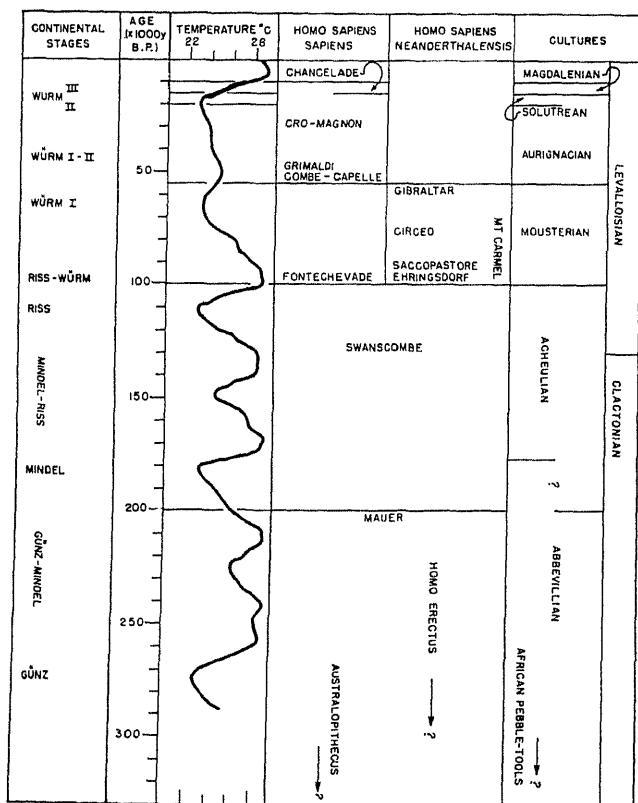 CONTINENTAL STAGES
AGE (x1000y B.P.)
TEMPERATURE °C
22 28
HOMO SAPIENS SAPIENS
HOMO SAPIENS NEANDERTHALENSIS
CULTURES
CHANCELADE
MAGDALENIAN
WURM III
II
SOLUTREAN
CRO-MAGNON
WÜRM I-II
AURIGNACIAN
50
GRIMALDI
COMBE-CAPELLE
LEVALLOISIAN
WÜRM I
GIBRALTAR
CIRCEO
MT CARMEL
MOUSTERIAN
RISS-WÜRM
100
FONTECHEVADE
SACCOPASTORE
EHRINGSDORF
RISS
SWANSCOMBE
ACHEULIAN
MINDEL-RISS
150
CLACTONIAN
MINDEL
?
200
MAUER
GÜNZ-MINDEL
ABBEVILLIAN
HOMO ERECTUS
?
250
GÜNZ
AUSTRALOPITHECUS
?
AFRICAN PEBBLE-TOOLS
?
300